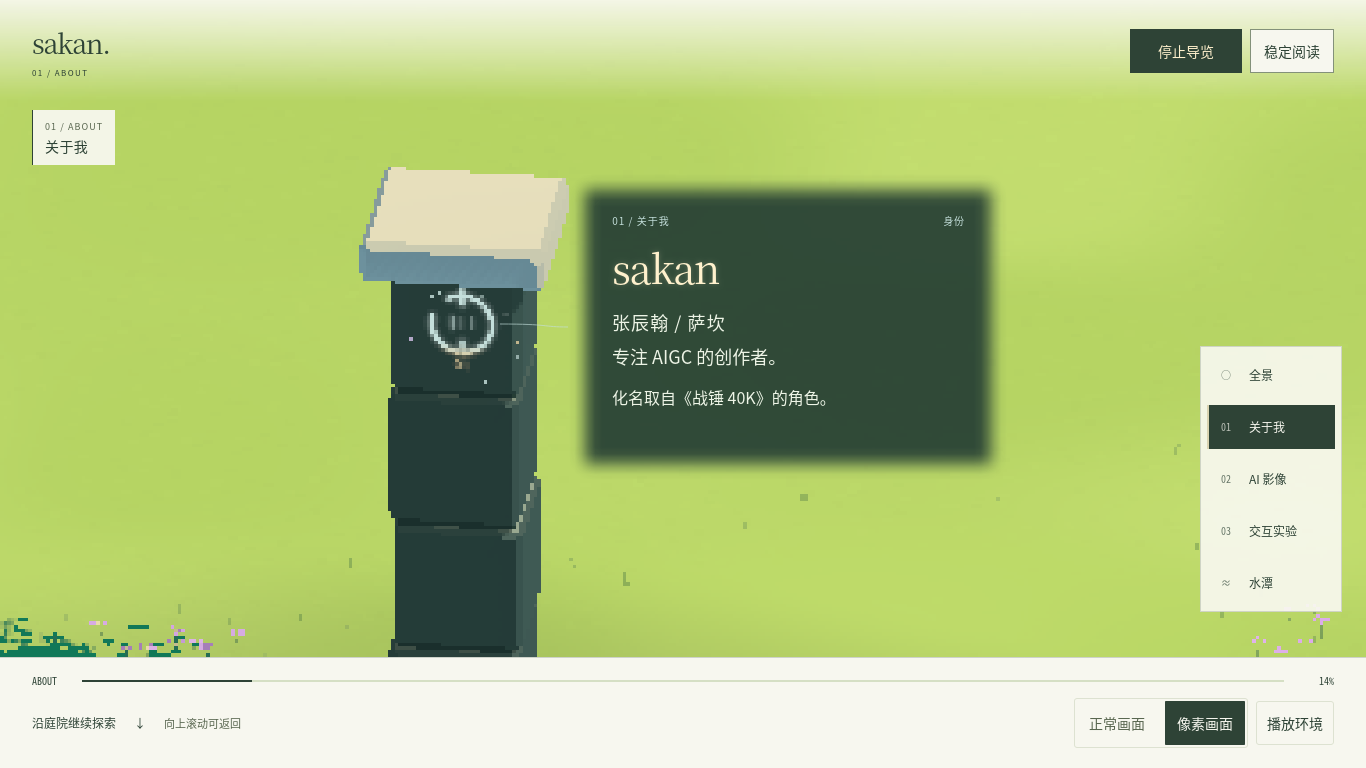 sakan.
01 / ABOUT
停止导览
稳定阅读
01 / ABOUT
关于我
01 / 关于我
身份
sakan
张辰翰 / 萨坎
专注 AIGC 的创作者。
化名取自《战锤 40K》的角色。
全景
01 关于我
02 AI 影像
03 交互实验
≈ 水潭
ABOUT
14%
沿庭院继续探索 ↓ 向上滚动可返回
正常画面
像素画面
播放环境